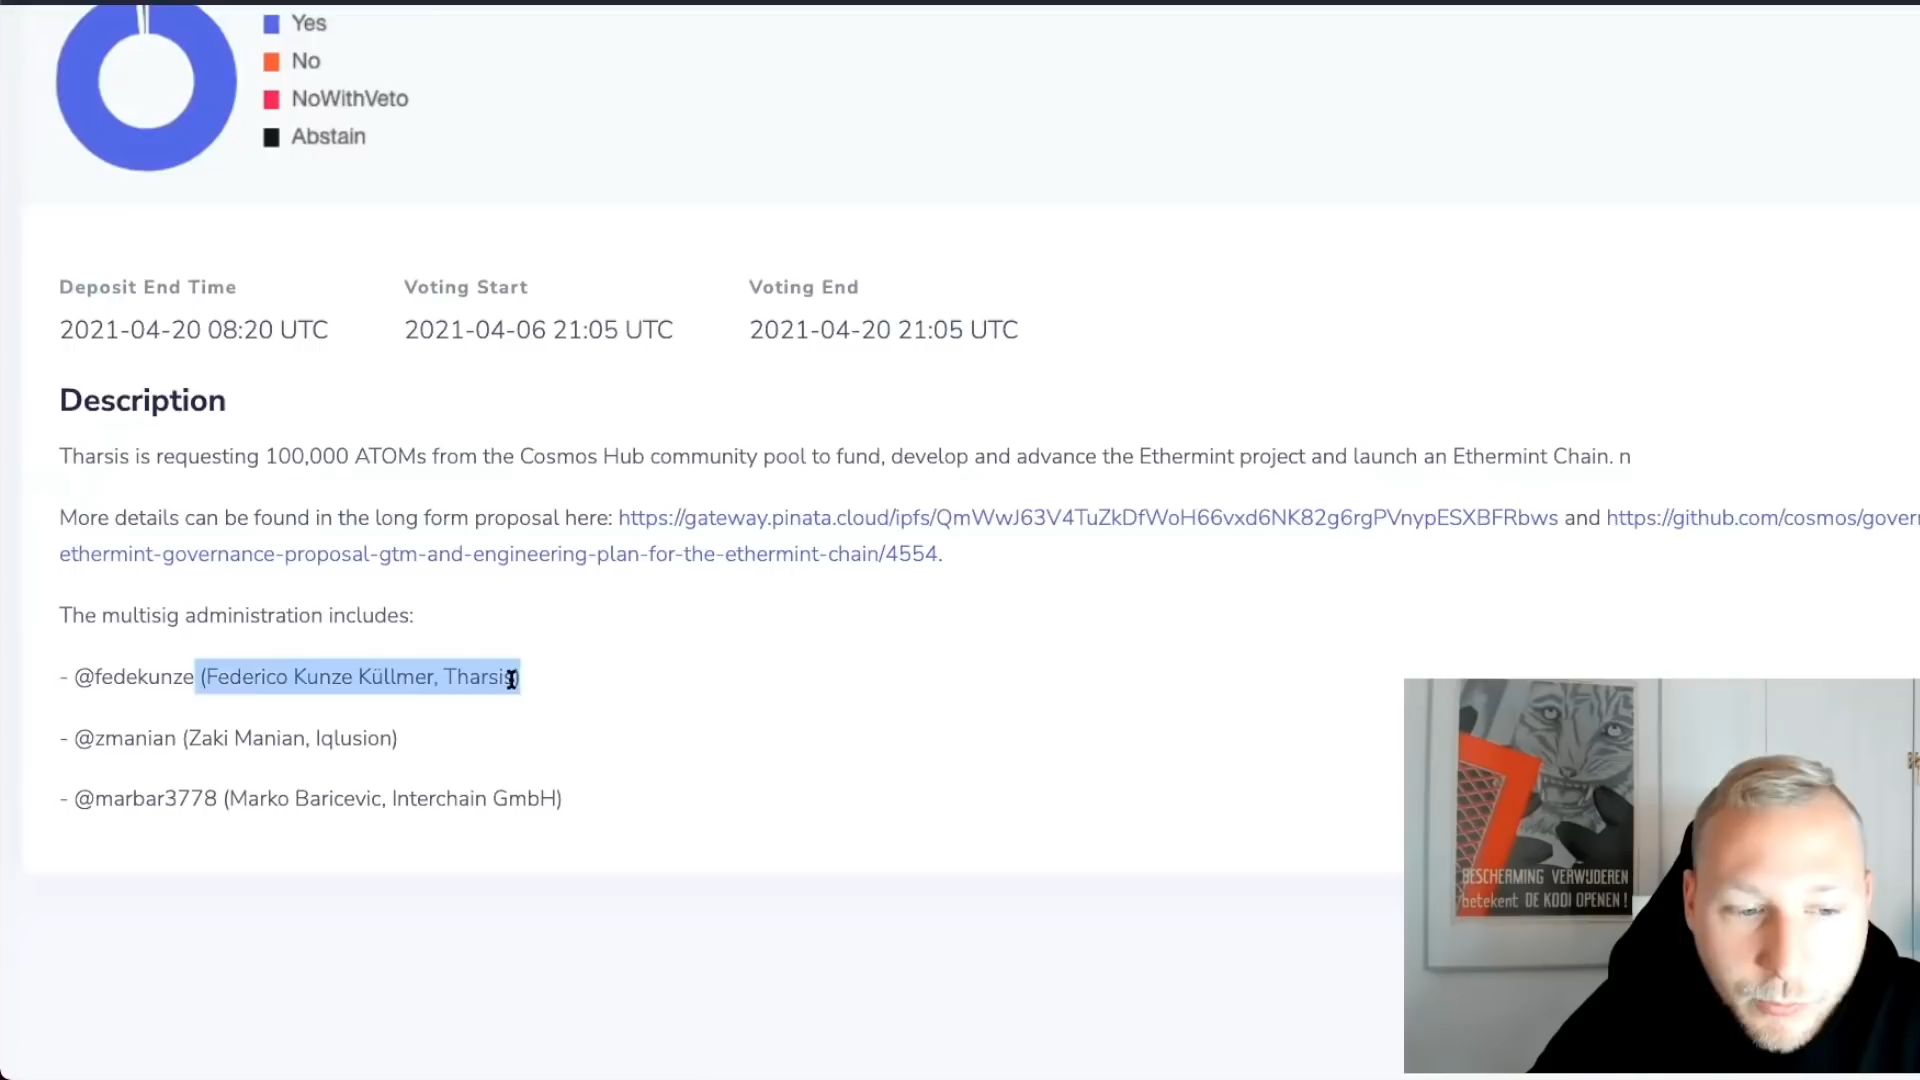 Yes
No
NoWithVeto
Abstain
Deposit End Time
Voting Start
Voting End
2021-04-20 08:20 UTC
2021-04-06 21:05 UTC
2021-04-20 21:05 UTC
Description
Tharsis is requesting 100,000 ATOMs from the Cosmos Hub community pool to fund, develop and advance the Ethermint project and launch an Ethermint Chain. n
More details can be found in the long form proposal here: https://gateway.pinata.cloud/ipfs/QmWwJ63V4TuZkDfWoH66vxd6NK82g6rgPVnypESXBFRbws and https://github.com/cosmos/gover
ethermint-governance-proposal-gtm-and-engineering-plan-for-the-ethermint-chain/4554.
The multisig administration includes:
- @fedekunze (Federico Kunze Küllmer, Tharsis)
- @zmanian (Zaki Manian, Iqlusion)
- @marbar3778 (Marko Baricevic, Interchain GmbH)
BESCHERMING VERWIJDEREN
betekent DE KOOI OPENEN!